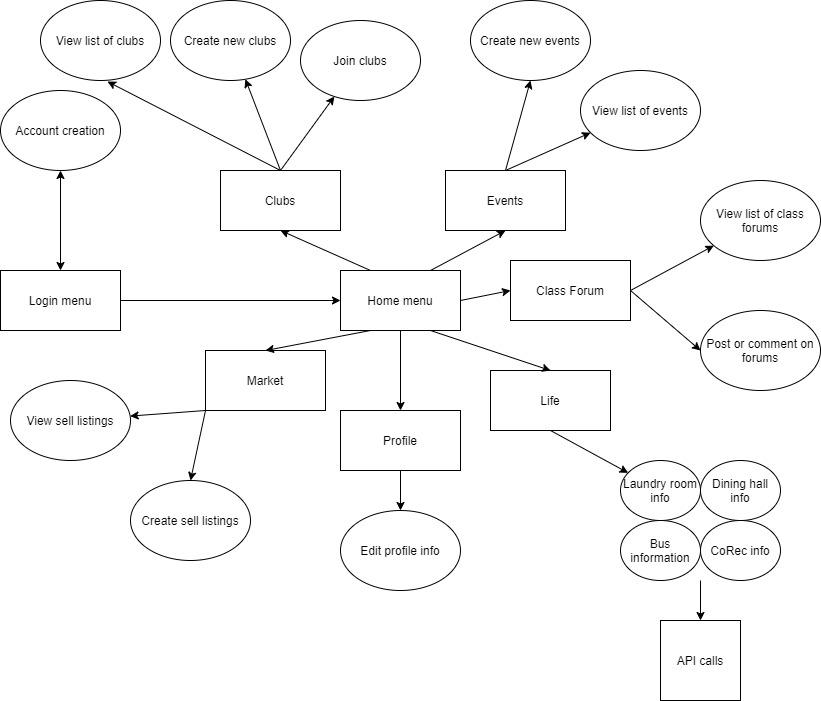 View list of clubs
Create new clubs
Join clubs
Create new events
View list of events
Account creation
Clubs
Events
View list of class
forums
Login menu
Home menu
Class Forum
Post or comment on
forums
Market
Life
View sell listings
Profile
Laundry room
info
Dining hall
info
Create sell listings
Edit profile info
Bus
information
CoRec info
API calls